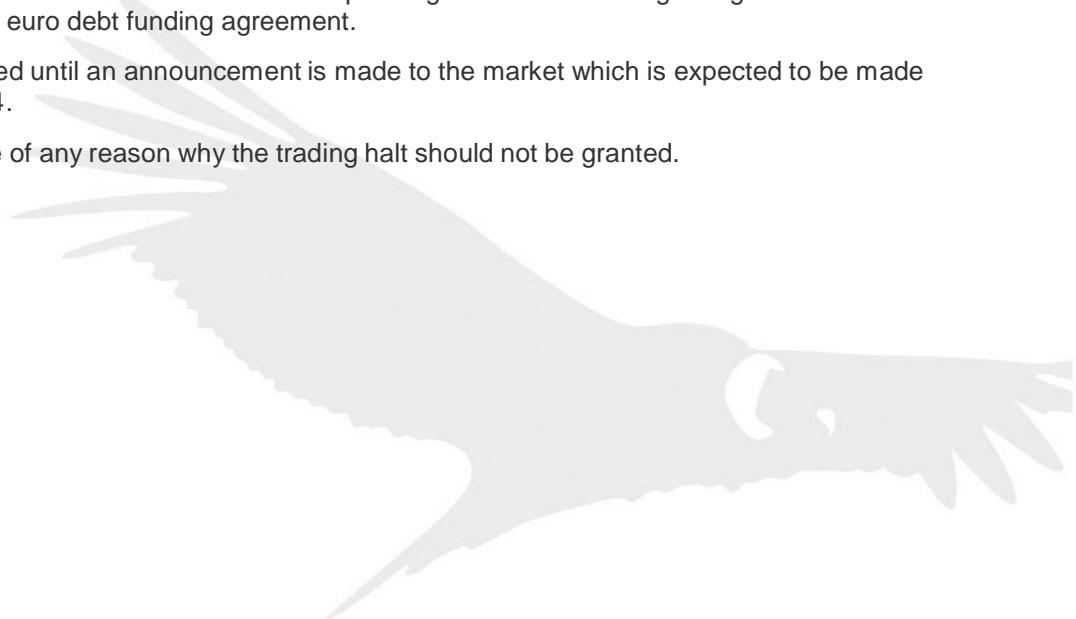 euro debt funding agreement.
ed until an announcement is made to the market which is expected to be made
4.
of any reason why the trading halt should not be granted.